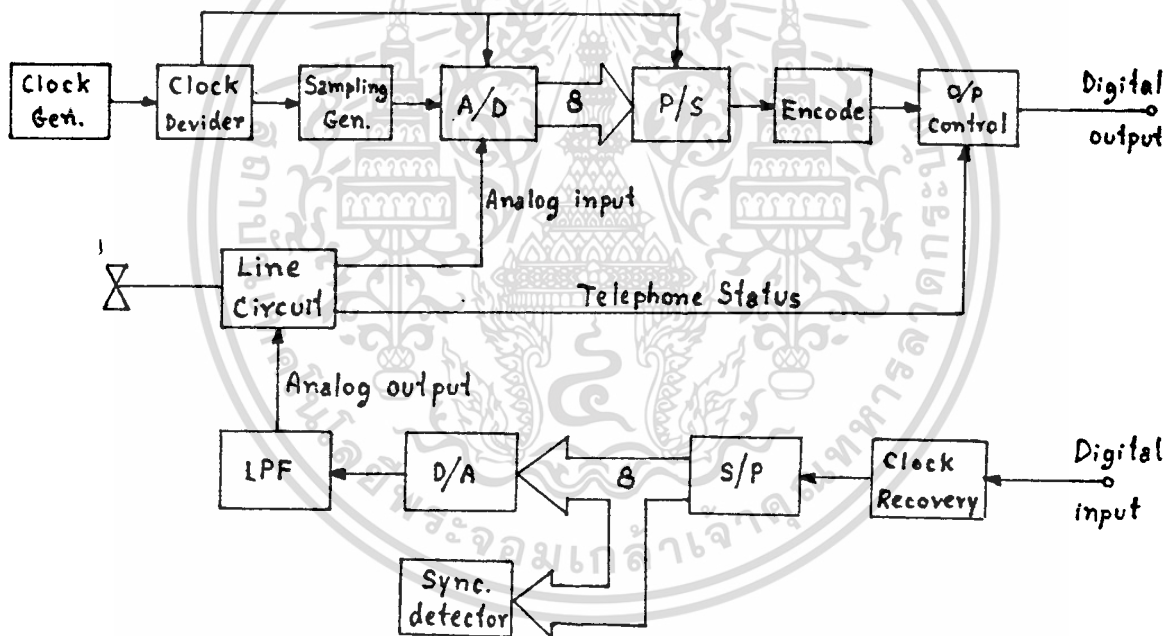 Clock
Gen.
Clock
Devider
Sampling
Gen.
A/D
8
P/S
Encode
O/P
Control
Digital
output
Analog input
Line
Circuit
Telephone Status
Analog output
LPF
D/A
8
S/P
Clock
Recovery
Digital
input
Sync.
detector